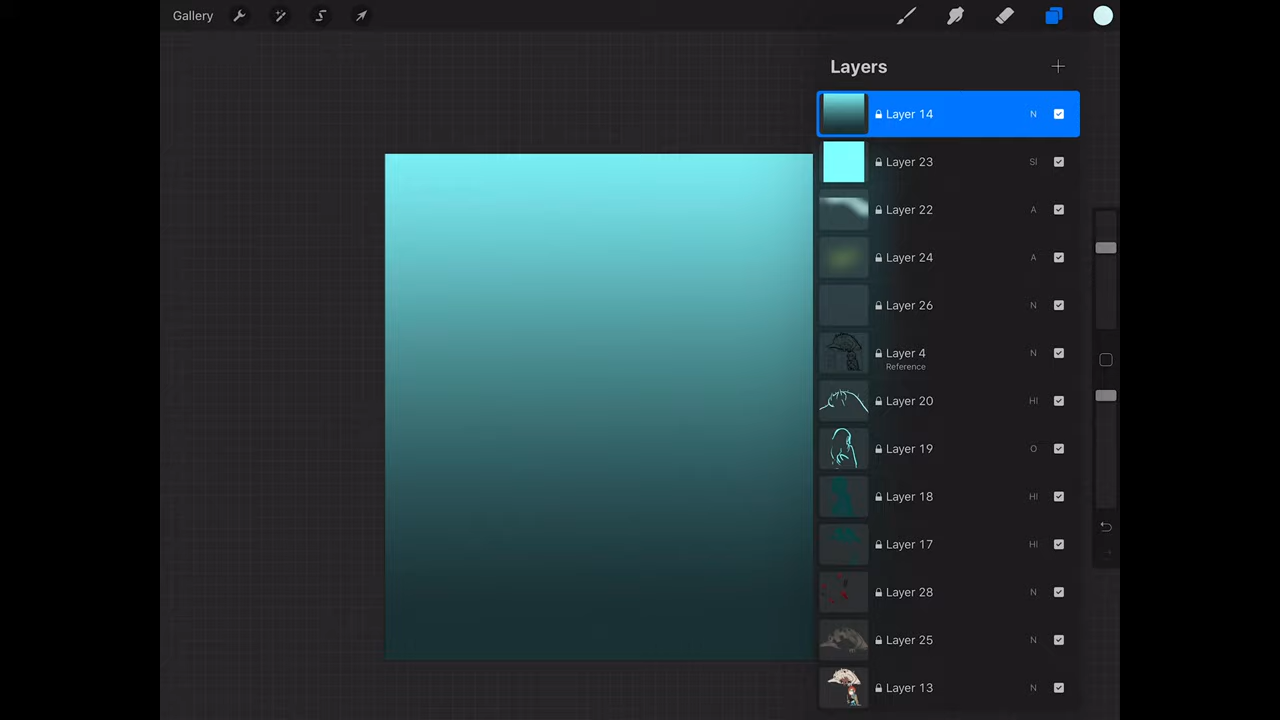 Gallery
Layers
Layer 14 N
Layer 23 Sl
Layer 22 A
Layer 24 A
Layer 26 N
Layer 4 N
Reference
Layer 20 Hl
Layer 19 O
Layer 18 Hl
Layer 17 Hl
Layer 28 N
Layer 25 N
Layer 13 N